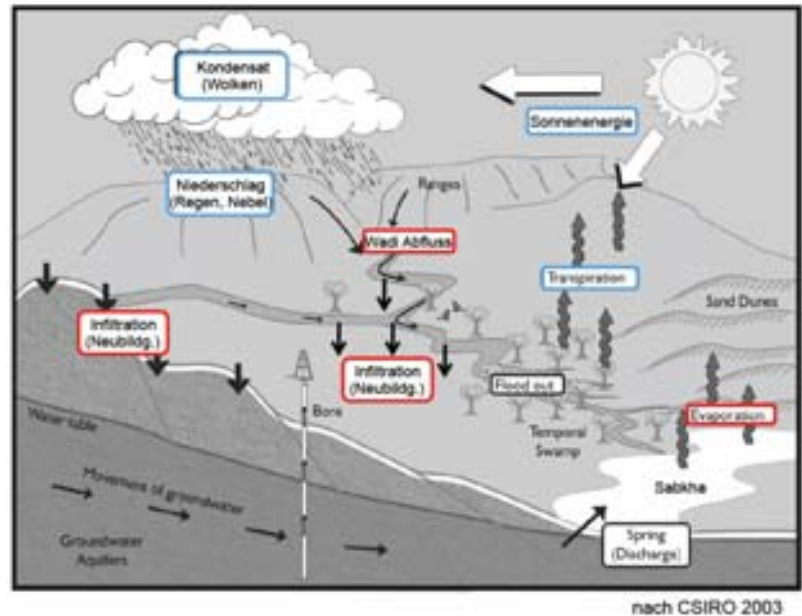 Kondensat
(Wolken)
Sonnenenergie
Niederschlag
(Regen, Nebel)
Ranges
Wadi Abfluss
Transpiration
Sand Dunes
Infiltration
(Neubildg.)
Infiltration
(Neubildg.)
Flood out
Bore
Evaporation
Water table
Temporal
Swamp
Movement of groundwater
Sabkha
Groundwater
Aquifers
Spring
(Discharge)
nach CSIRO 2003